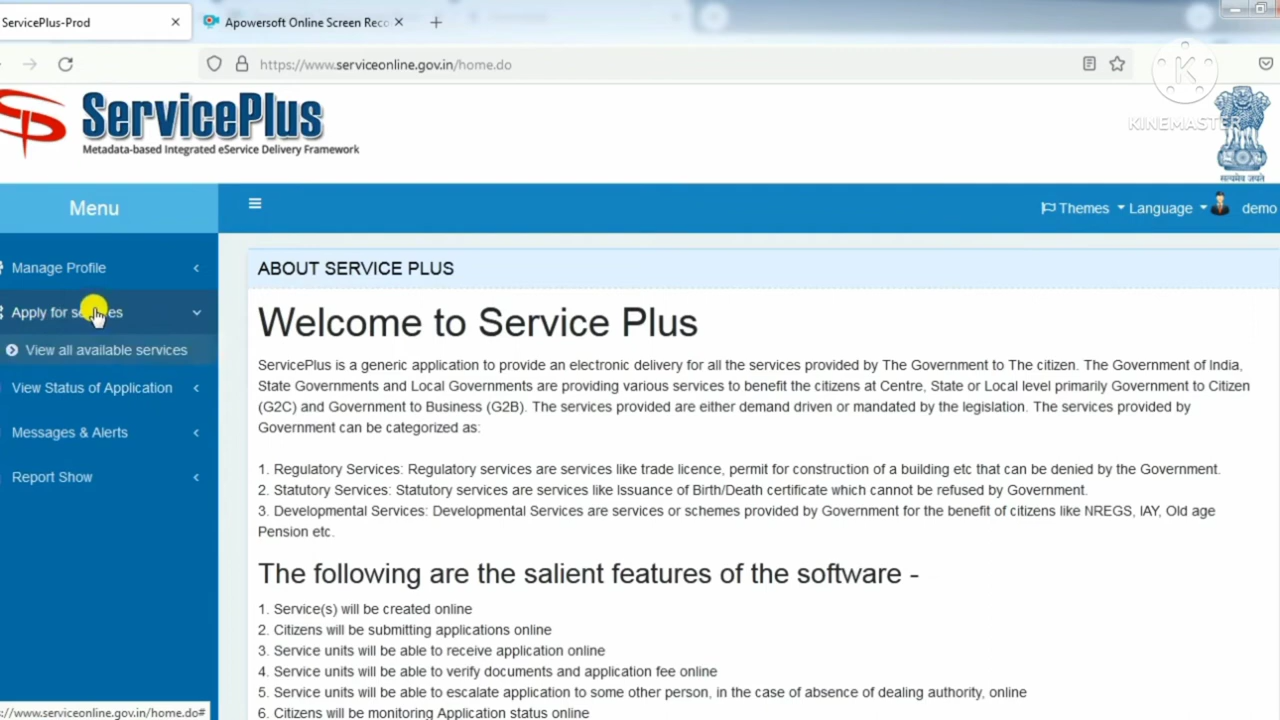 ServicePlus-Prod
Apowersoft Online Screen Reco
https://www.serviceonline.gov.in/home.do
ServicePlus
Metadata-based Integrated eService Delivery Framework
KINEMASTER
सत्यमेव जयते
Menu
Themes
Language
demo
Manage Profile
Apply for services
View all available services
View Status of Application
Messages & Alerts
Report Show
ABOUT SERVICE PLUS
Welcome to Service Plus
ServicePlus is a generic application to provide an electronic delivery for all the services provided by The Government to The citizen. The Government of India,
State Governments and Local Governments are providing various services to benefit the citizens at Centre, State or Local level primarily Government to Citizen
(G2C) and Government to Business (G2B). The services provided are either demand driven or mandated by the legislation. The services provided by
Government can be categorized as:
1. Regulatory Services: Regulatory services are services like trade licence, permit for construction of a building etc that can be denied by the Government.
2. Statutory Services: Statutory services are services like Issuance of Birth/Death certificate which cannot be refused by Government.
3. Developmental Services: Developmental Services are services or schemes provided by Government for the benefit of citizens like NREGS, IAY, Old age
Pension etc.
The following are the salient features of the software -
1. Service(s) will be created online
2. Citizens will be submitting applications online
3. Service units will be able to receive application online
4. Service units will be able to verify documents and application fee online
5. Service units will be able to escalate application to some other person, in the case of absence of dealing authority, online
6. Citizens will be monitoring Application status online
s://www.serviceonline.gov.in/home.do#